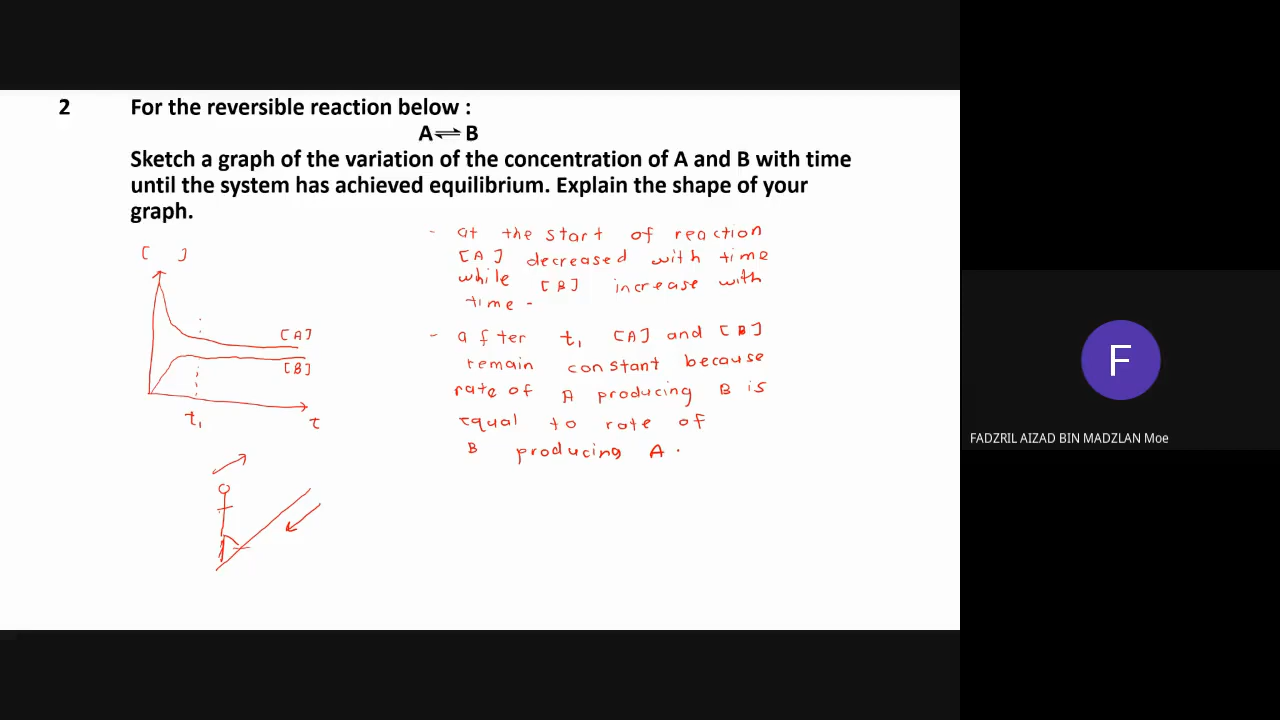 2 For the reversible reaction below :
A⇌B
Sketch a graph of the variation of the concentration of A and B with time
until the system has achieved equilibrium. Explain the shape of your
graph.
[ ]
[A]
[B]
t₁
t
- at the start of reaction
[A] decreased with time
while [B] increase with
time -
- after t₁ [A] and [B]
remain constant because
rate of A producing B is
equal to rate of
B producing A .
F
FADZRIL AIZAD BIN MADZLAN Moe